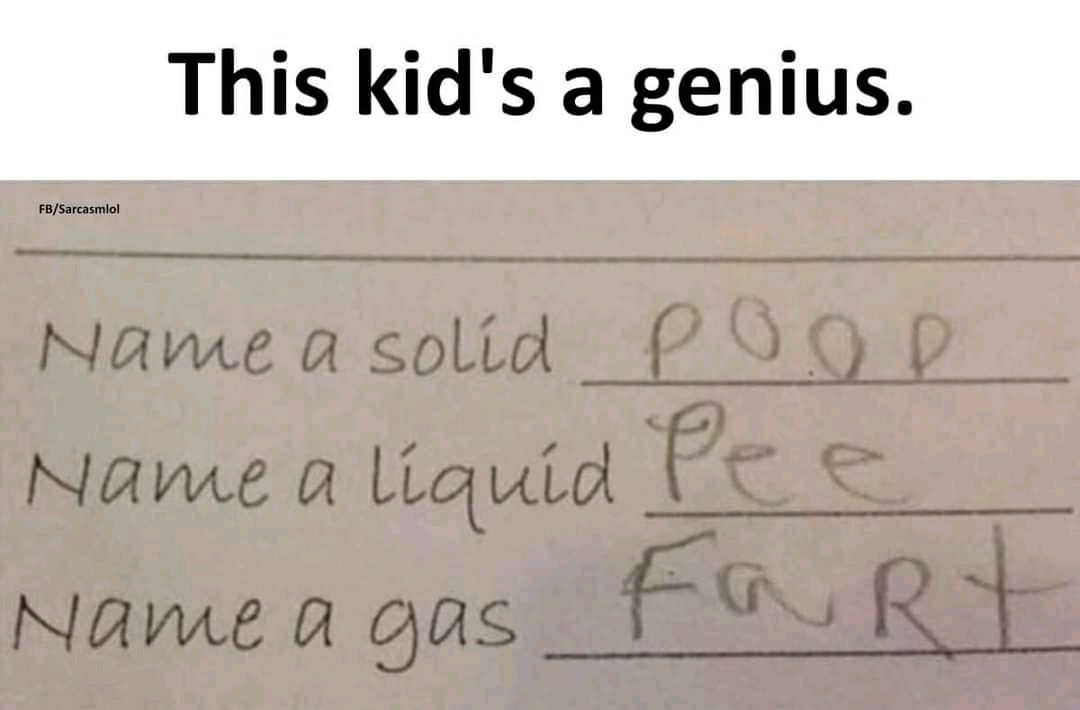 This kid's a genius.
FB/Sarcasmlol
Name a solid poop
Name a liquid Pee
Name a gas FaRt